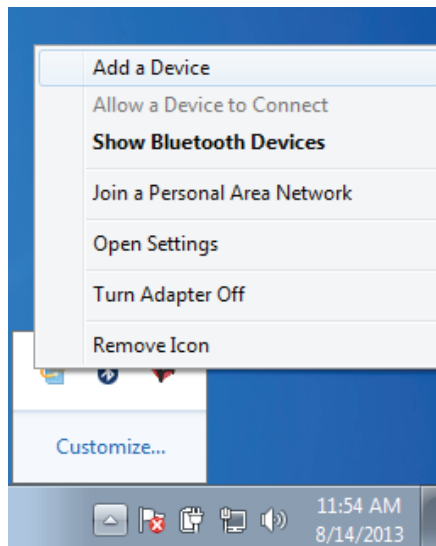 Add a Device
Allow a Device to Connect
Show Bluetooth Devices
Join a Personal Area Network
Open Settings
Turn Adapter Off
Remove Icon
Customize...
11:54 AM
8/14/2013